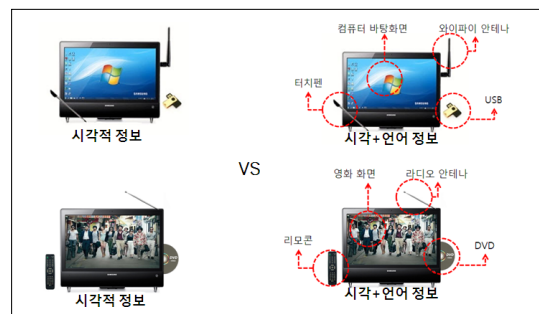 컴퓨터 바탕화면
와이파이 안테나
터치펜
USB
시각적 정보
시각+언어 정보
VS
영화 화면
라디오 안테나
리모콘
DVD
시각적 정보
시각+언어 정보